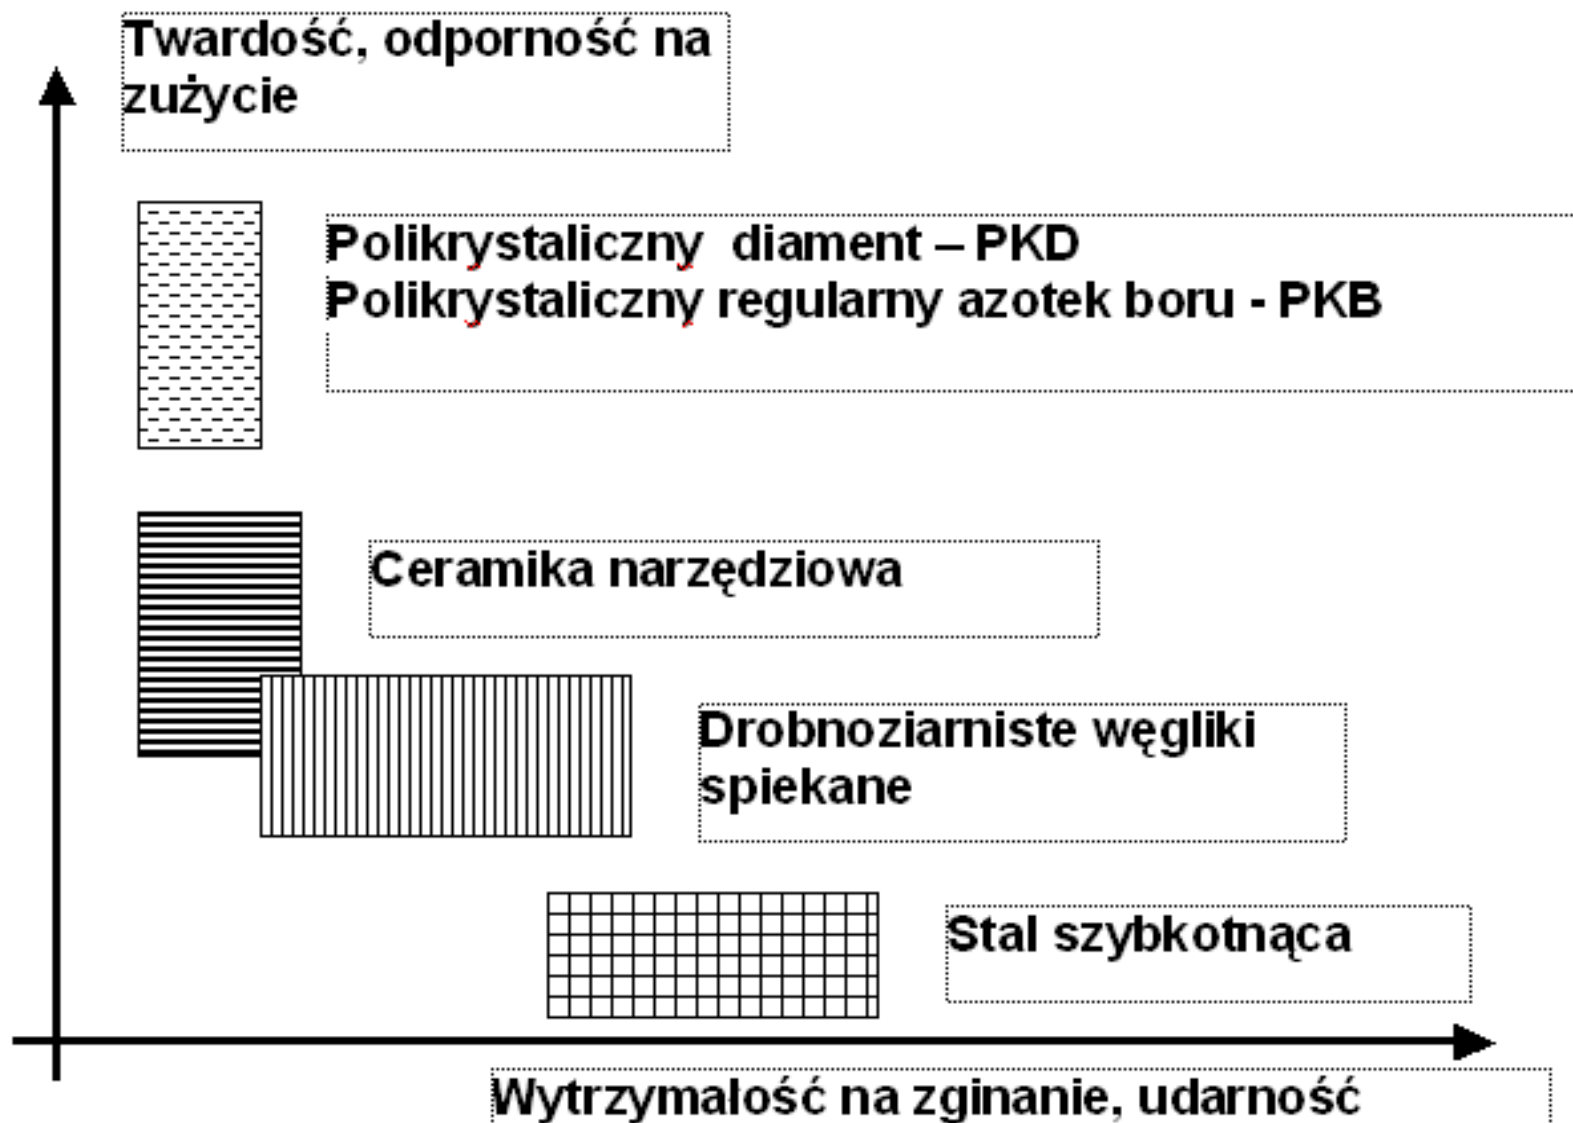 Twardość, odporność na
zużycie
Polikrystaliczny diament – PKD
Polikrystaliczny regularny azotek boru - PKB
Ceramika narzędziowa
Drobnoziarniste węgliki
spiekane
Stal szybkotnąca
Wytrzymałość na zginanie, udarność